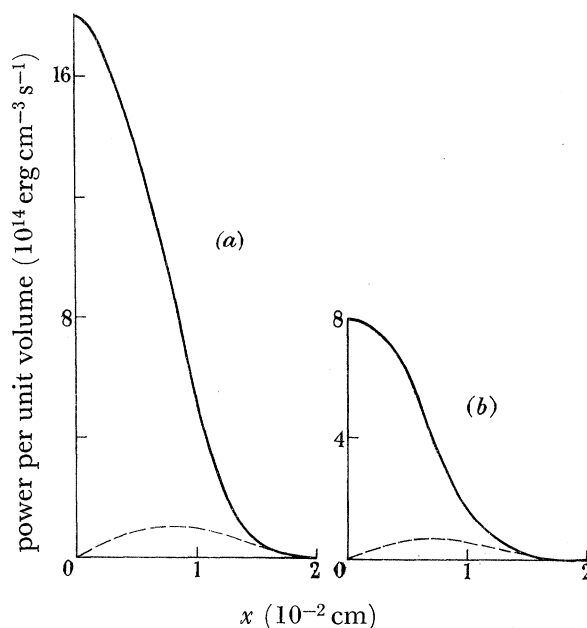 power per unit volume (10¹⁴ erg cm⁻³ s⁻¹)
16
8
(a)
8
4
(b)
0 1 2
0 1 2
x (10⁻² cm)